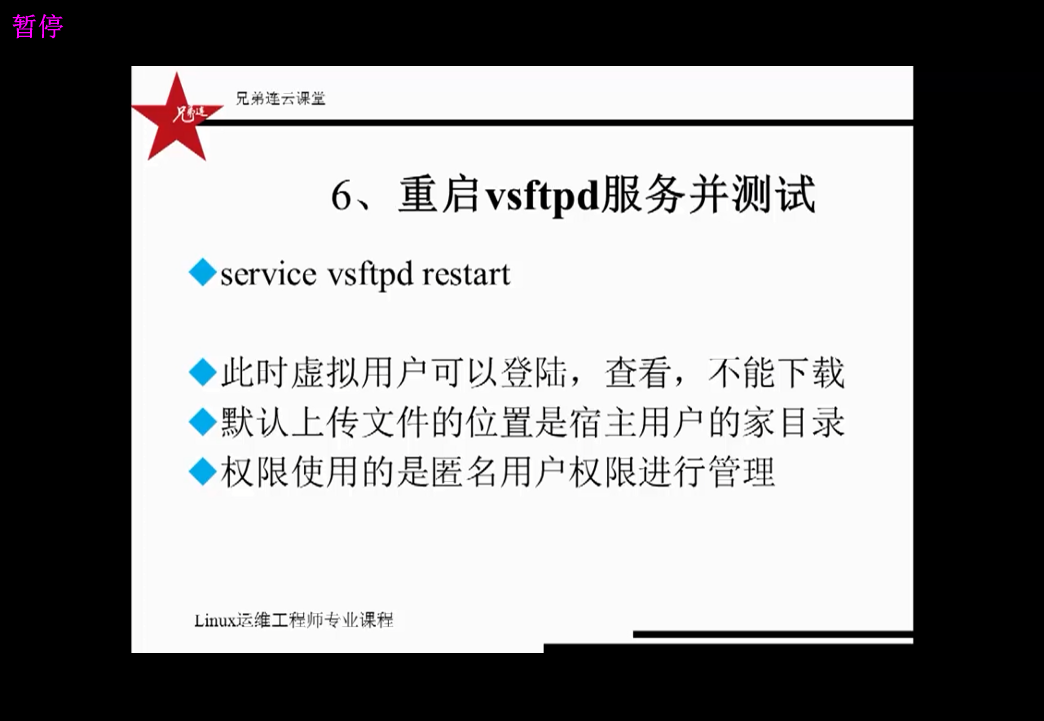 暂停
兄弟连
兄弟连云课堂
6、重启vsftpd服务并测试
service vsftpd restart
此时虚拟用户可以登陆，查看，不能下载
默认上传文件的位置是宿主用户的家目录
权限使用的是匿名用户权限进行管理
Linux运维工程师专业课程